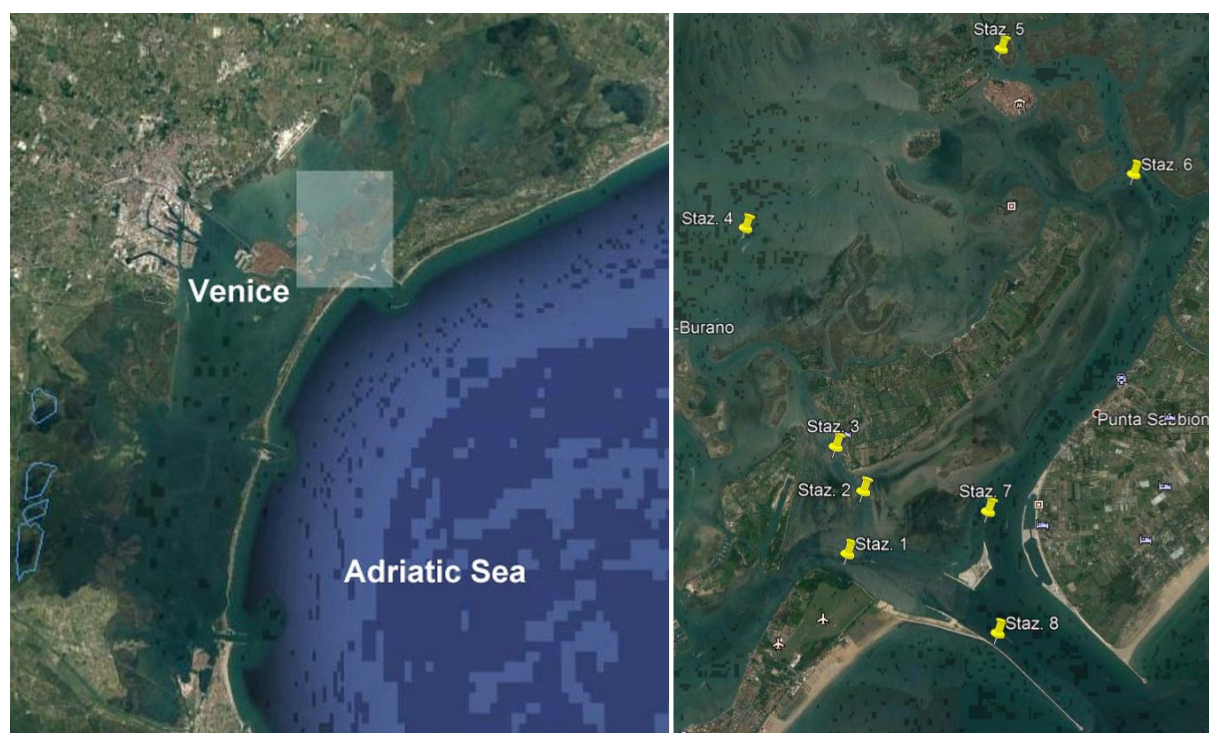 Venice
Adriatic Sea
Staz. 5
Staz. 6
Staz. 4
-Burano
Punta Sabbion
Staz. 3
Staz. 2
Staz. 7
Staz. 1
Staz. 8
M